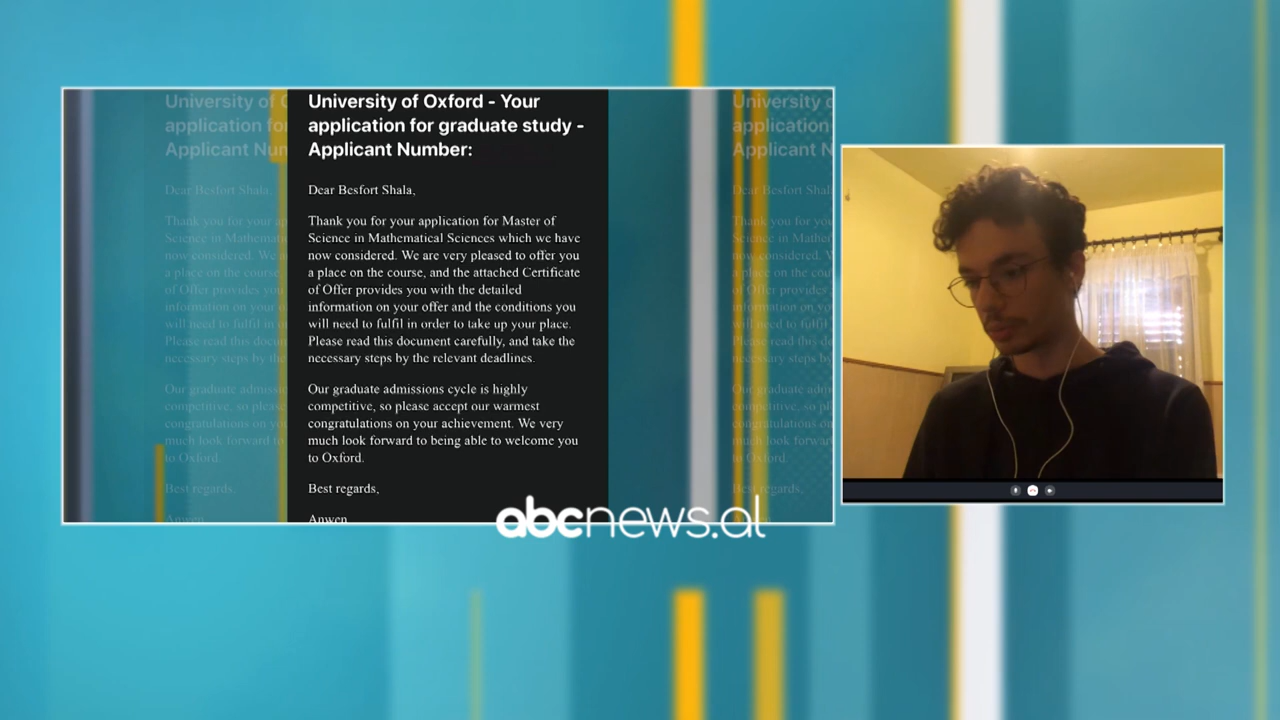 University of Oxford - Your
application for graduate study -
Applicant Number:
Dear Besfort Shala,
Thank you for your application for Master of
Science in Mathematical Sciences which we have
now considered. We are very pleased to offer you
a place on the course, and the attached Certificate
of Offer provides you with the detailed
information on your offer and the conditions you
will need to fulfil in order to take up your place.
Please read this document carefully, and take the
necessary steps by the relevant deadlines.
Our graduate admissions cycle is highly
competitive, so please accept our warmest
congratulations on your achievement. We very
much look forward to being able to welcome you
to Oxford.
Best regards,
Anwen
abcnews.al